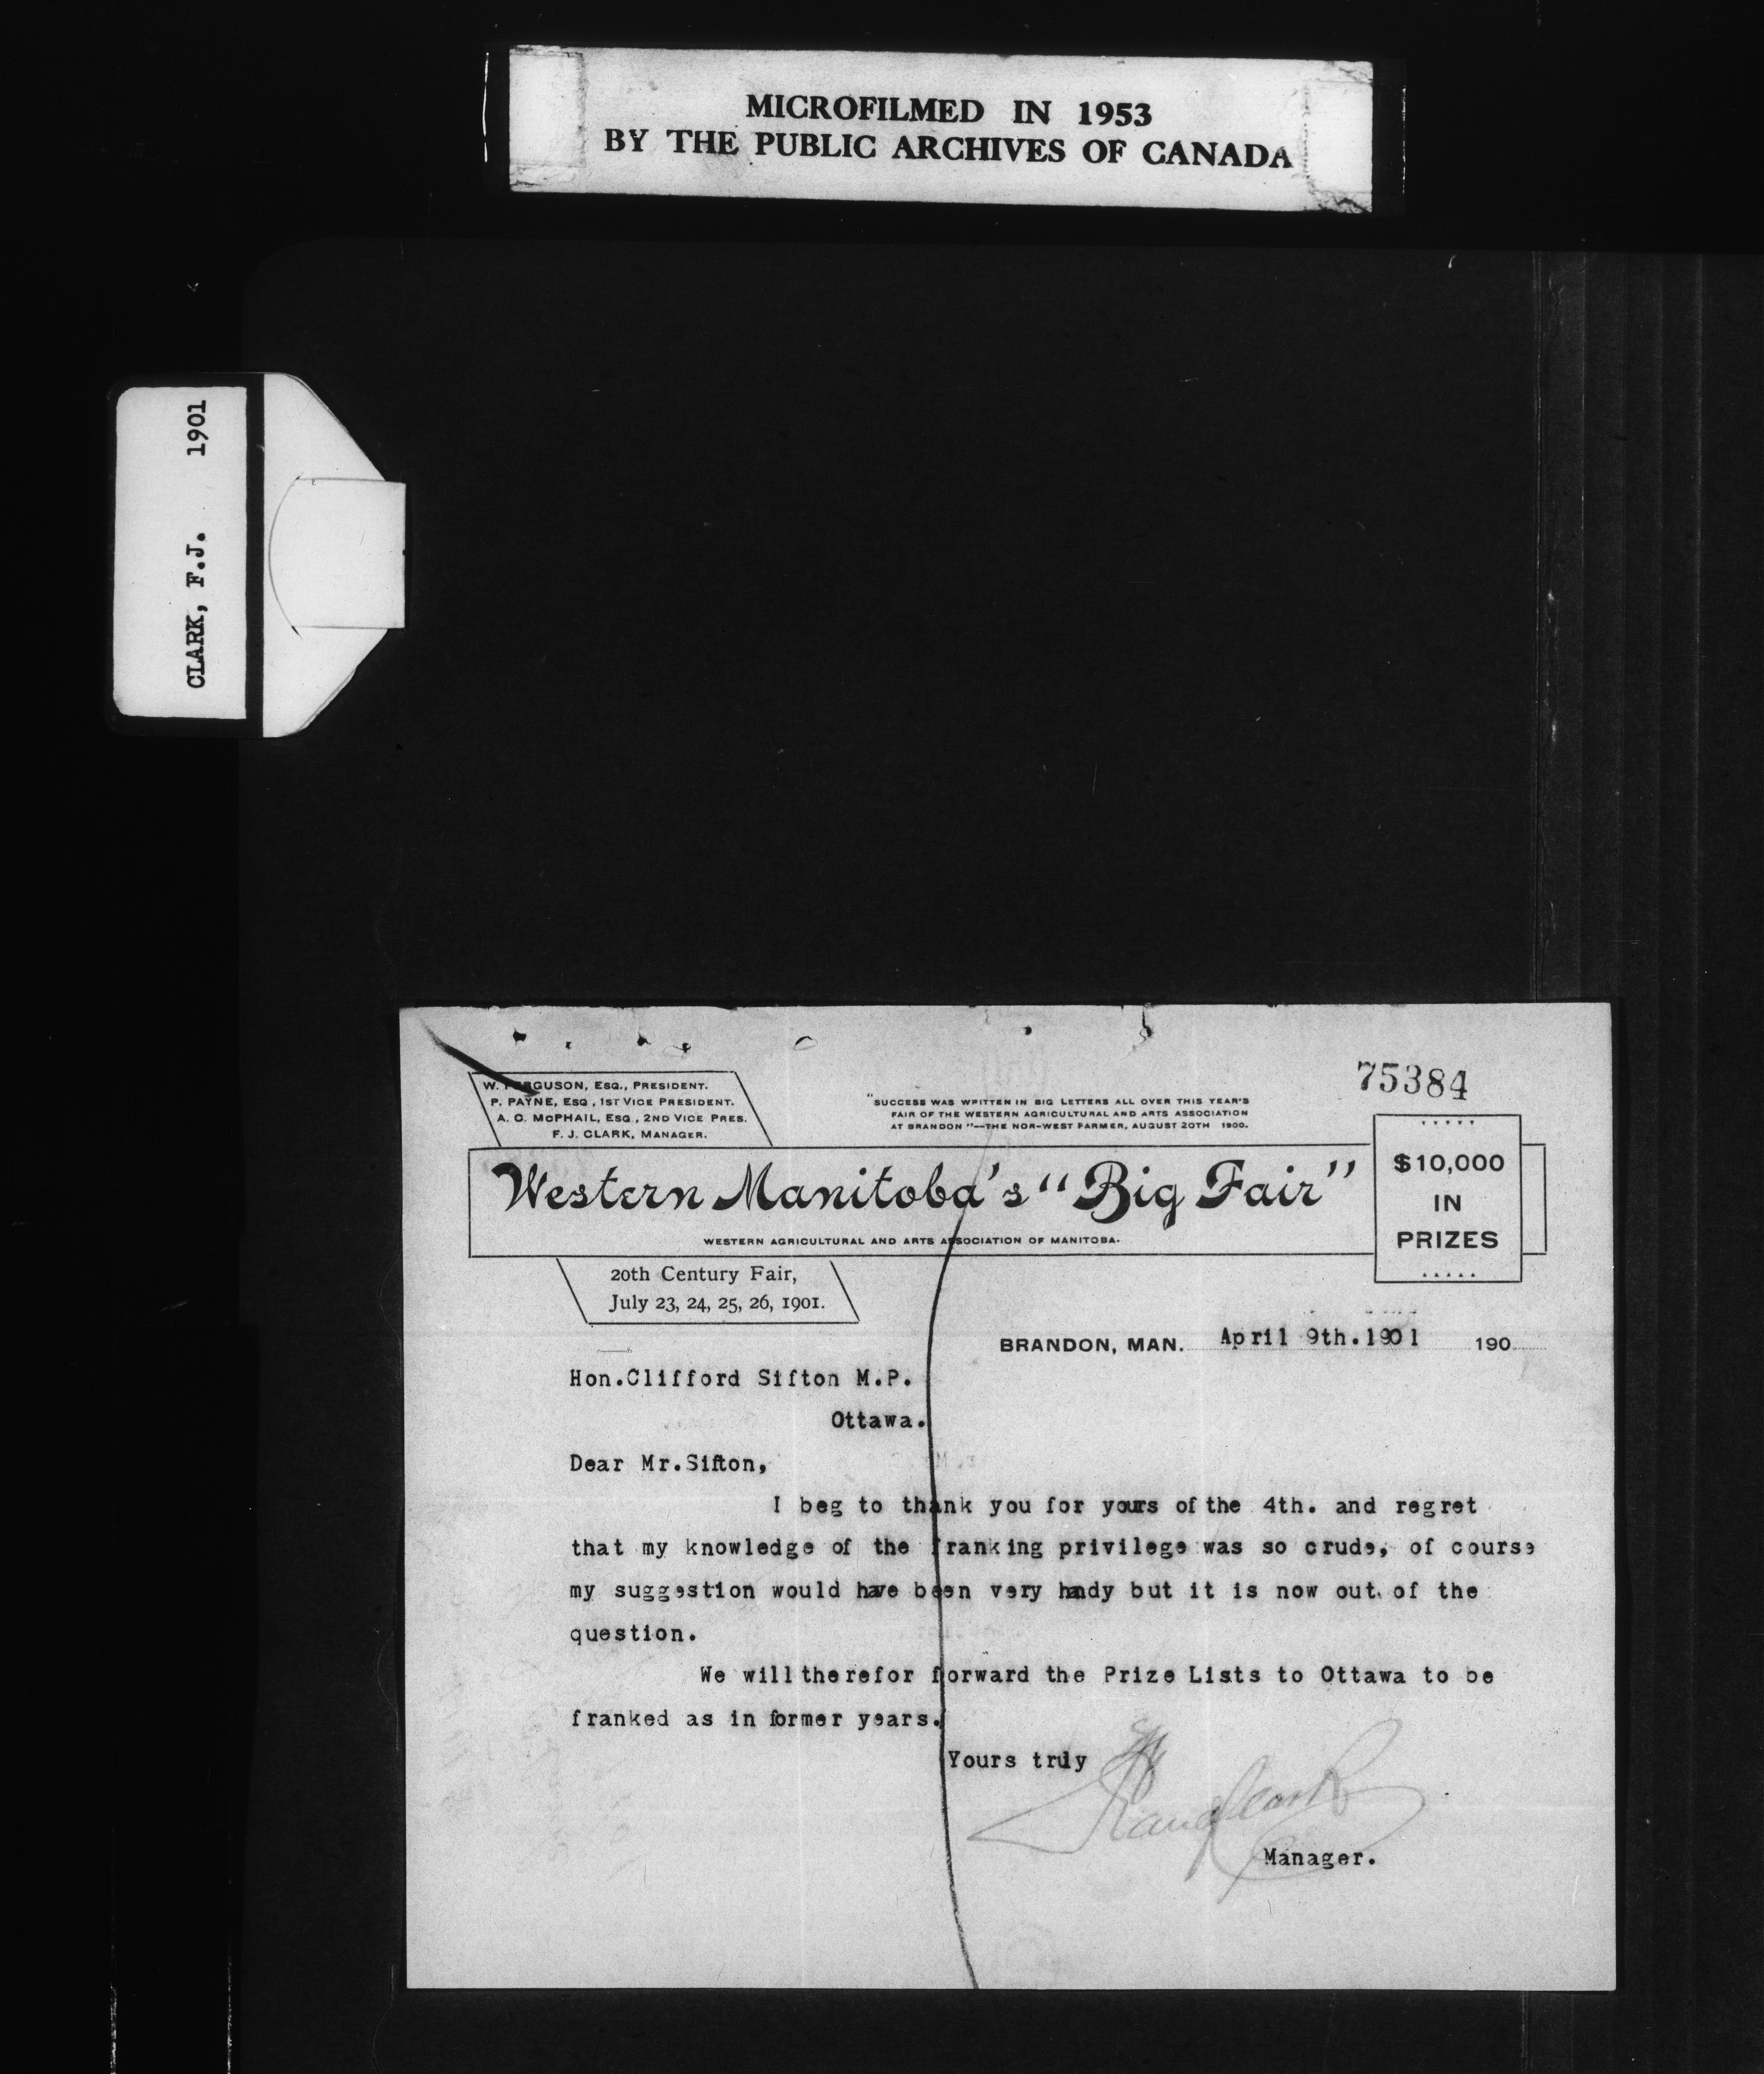 MICROFILMED IN 1953
BY THE PUBLIC ARCHIVES OF CANADA
CLARK, F.J. 1901
75384
W. FERGUSON, ESQ., PRESIDENT.
P. PAYNE, ESQ., 1ST VICE PRESIDENT.
A. C. MCPHAIL, ESQ., 2ND VICE PRES.
F. J. CLARK, MANAGER.
"SUCCESS WAS WRITTEN IN BIG LETTERS ALL OVER THIS YEAR'S
FAIR OF THE WESTERN AGRICULTURAL AND ARTS ASSOCIATION
AT BRANDON "—THE NOR-WEST FARMER, AUGUST 20TH 1900.
Western Manitoba's "Big Fair"
WESTERN AGRICULTURAL AND ARTS ASSOCIATION OF MANITOBA.
$10,000
IN
PRIZES
20th Century Fair,
July 23, 24, 25, 26, 1901.
BRANDON, MAN. April 9th.1901 190
Hon.Clifford Sifton M.P.
Ottawa.
Dear Mr.Sifton,
I beg to thank you for yours of the 4th. and regret
that my knowledge of the franking privilege was so crude, of course
my suggestion would have been very handy but it is now out of the
question.
We will therefor forward the Prize Lists to Ottawa to be
franked as in former years.
Yours truly
Manager.